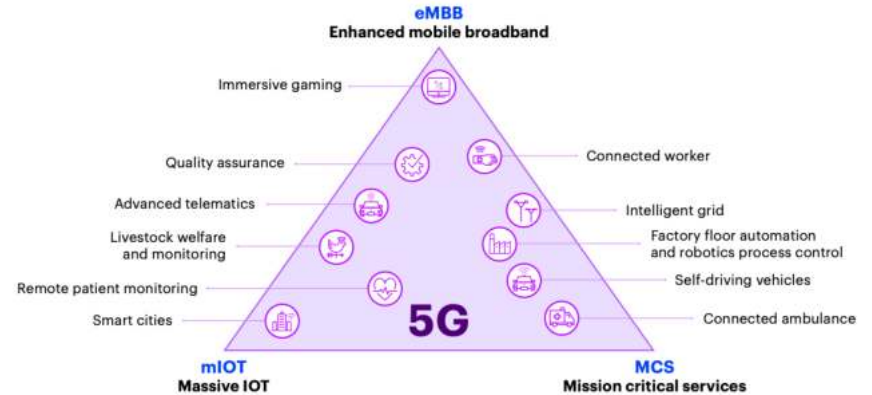 eMBB
Enhanced mobile broadband
Immersive gaming
Quality assurance
Connected worker
Advanced telematics
Intelligent grid
Livestock welfare
and monitoring
Factory floor automation
and robotics process control
Remote patient monitoring
Self-driving vehicles
Smart cities
Connected ambulance
5G
mIOT
Massive IOT
MCS
Mission critical services